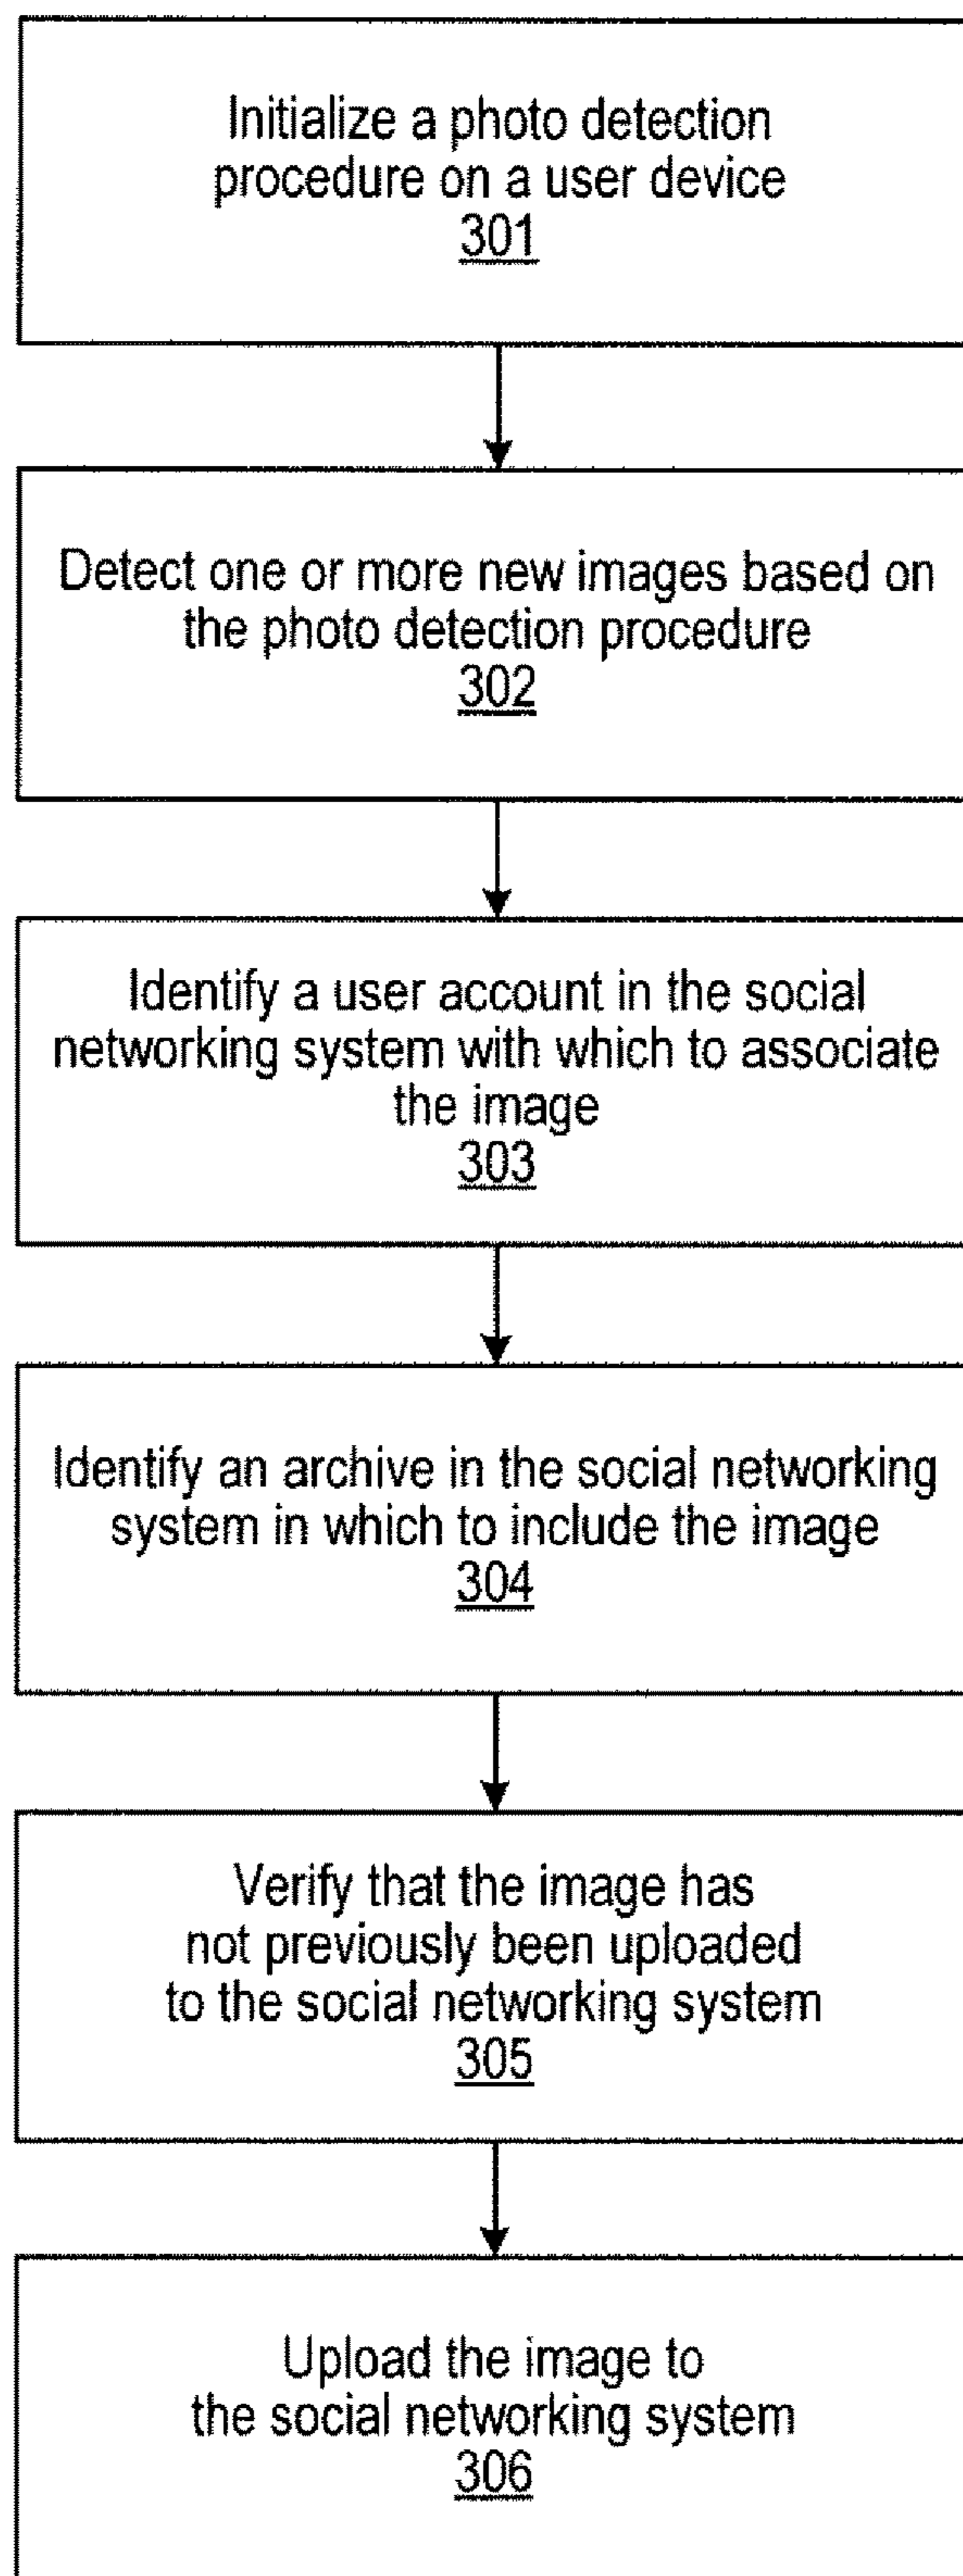 Initialize a photo detection
procedure on a user device
301
Detect one or more new images based on
the photo detection procedure
302
Identify a user account in the social
networking system with which to associate
the image
303
Identify an archive in the social networking
system in which to include the image
304
Verify that the image has
not previously been uploaded
to the social networking system
305
Upload the image to
the social networking system
306